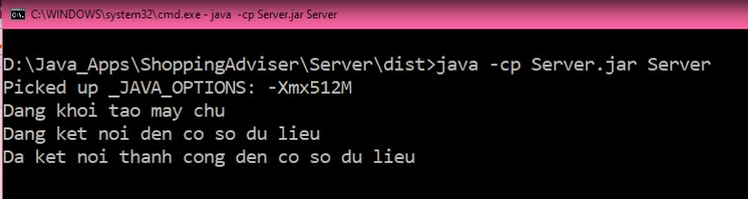 C:\WINDOWS\system32\cmd.exe - java -cp Server.jar Server
D:\Java_Apps\ShoppingAdviser\Server\dist>java -cp Server.jar Server
Picked up _JAVA_OPTIONS: -Xmx512M
Dang khoi tao may chu
Dang ket noi den co so du lieu
Da ket noi thanh cong den co so du lieu